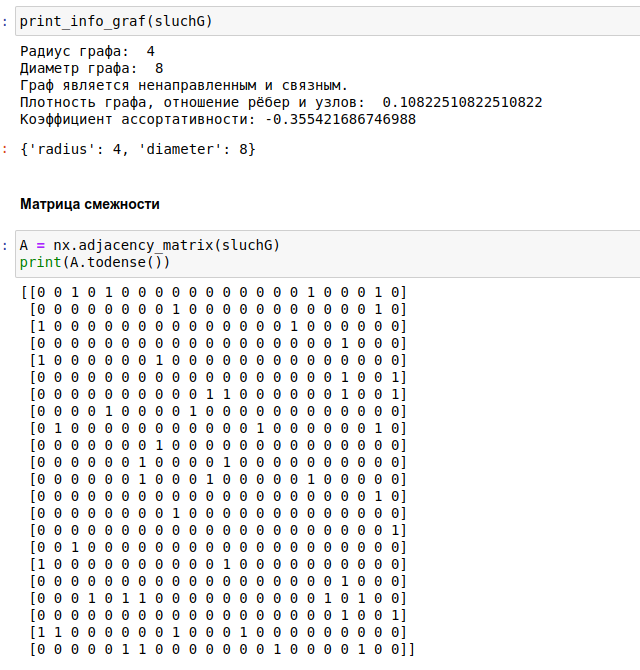 : print_info_graf(sluchG)
Радиус графа:  4
Диаметр графа:  8
Граф является ненаправленным и связным.
Плотность графа, отношение рёбер и узлов:  0.10822510822510822
Коэффициент ассортативности: -0.355421686746988
: {'radius': 4, 'diameter': 8}
Матрица смежности
: A = nx.adjacency_matrix(sluchG)
print(A.todense())
[[0 0 1 0 1 0 0 0 0 0 0 0 0 0 0 0 1 0 0 0 1 0]
[0 0 0 0 0 0 0 0 1 0 0 0 0 0 0 0 0 0 0 0 1 0]
[1 0 0 0 0 0 0 0 0 0 0 0 0 0 0 1 0 0 0 0 0 0]
[0 0 0 0 0 0 0 0 0 0 0 0 0 0 0 0 0 0 1 0 0 0]
[1 0 0 0 0 0 0 1 0 0 0 0 0 0 0 0 0 0 0 0 0 0]
[0 0 0 0 0 0 0 0 0 0 0 0 0 0 0 0 0 0 1 0 0 1]
[0 0 0 0 0 0 0 0 0 0 1 1 0 0 0 0 0 0 1 0 0 1]
[0 0 0 0 1 0 0 0 0 1 0 0 0 0 0 0 0 0 0 0 0 0]
[0 1 0 0 0 0 0 0 0 0 0 0 0 1 0 0 0 0 0 0 1 0]
[0 0 0 0 0 0 0 1 0 0 0 0 0 0 0 0 0 0 0 0 0 0]
[0 0 0 0 0 0 1 0 0 0 0 1 0 0 0 0 0 0 0 0 0 0]
[0 0 0 0 0 0 1 0 0 0 1 0 0 0 0 0 1 0 0 0 0 0]
[0 0 0 0 0 0 0 0 0 0 0 0 0 0 0 0 0 0 0 0 1 0]
[0 0 0 0 0 0 0 0 1 0 0 0 0 0 0 0 0 0 0 0 0 0]
[0 0 0 0 0 0 0 0 0 0 0 0 0 0 0 0 0 0 0 0 0 1]
[0 0 1 0 0 0 0 0 0 0 0 0 0 0 0 0 0 0 0 0 0 0]
[1 0 0 0 0 0 0 0 0 0 0 1 0 0 0 0 0 0 0 0 0 0]
[0 0 0 0 0 0 0 0 0 0 0 0 0 0 0 0 0 0 1 0 0 0]
[0 0 0 1 0 1 1 0 0 0 0 0 0 0 0 0 0 1 0 1 0 0]
[0 0 0 0 0 0 0 0 0 0 0 0 0 0 0 0 0 0 1 0 0 1]
[1 1 0 0 0 0 0 0 1 0 0 0 1 0 0 0 0 0 0 0 0 0]
[0 0 0 0 0 1 1 0 0 0 0 0 0 0 1 0 0 0 0 1 0 0]]